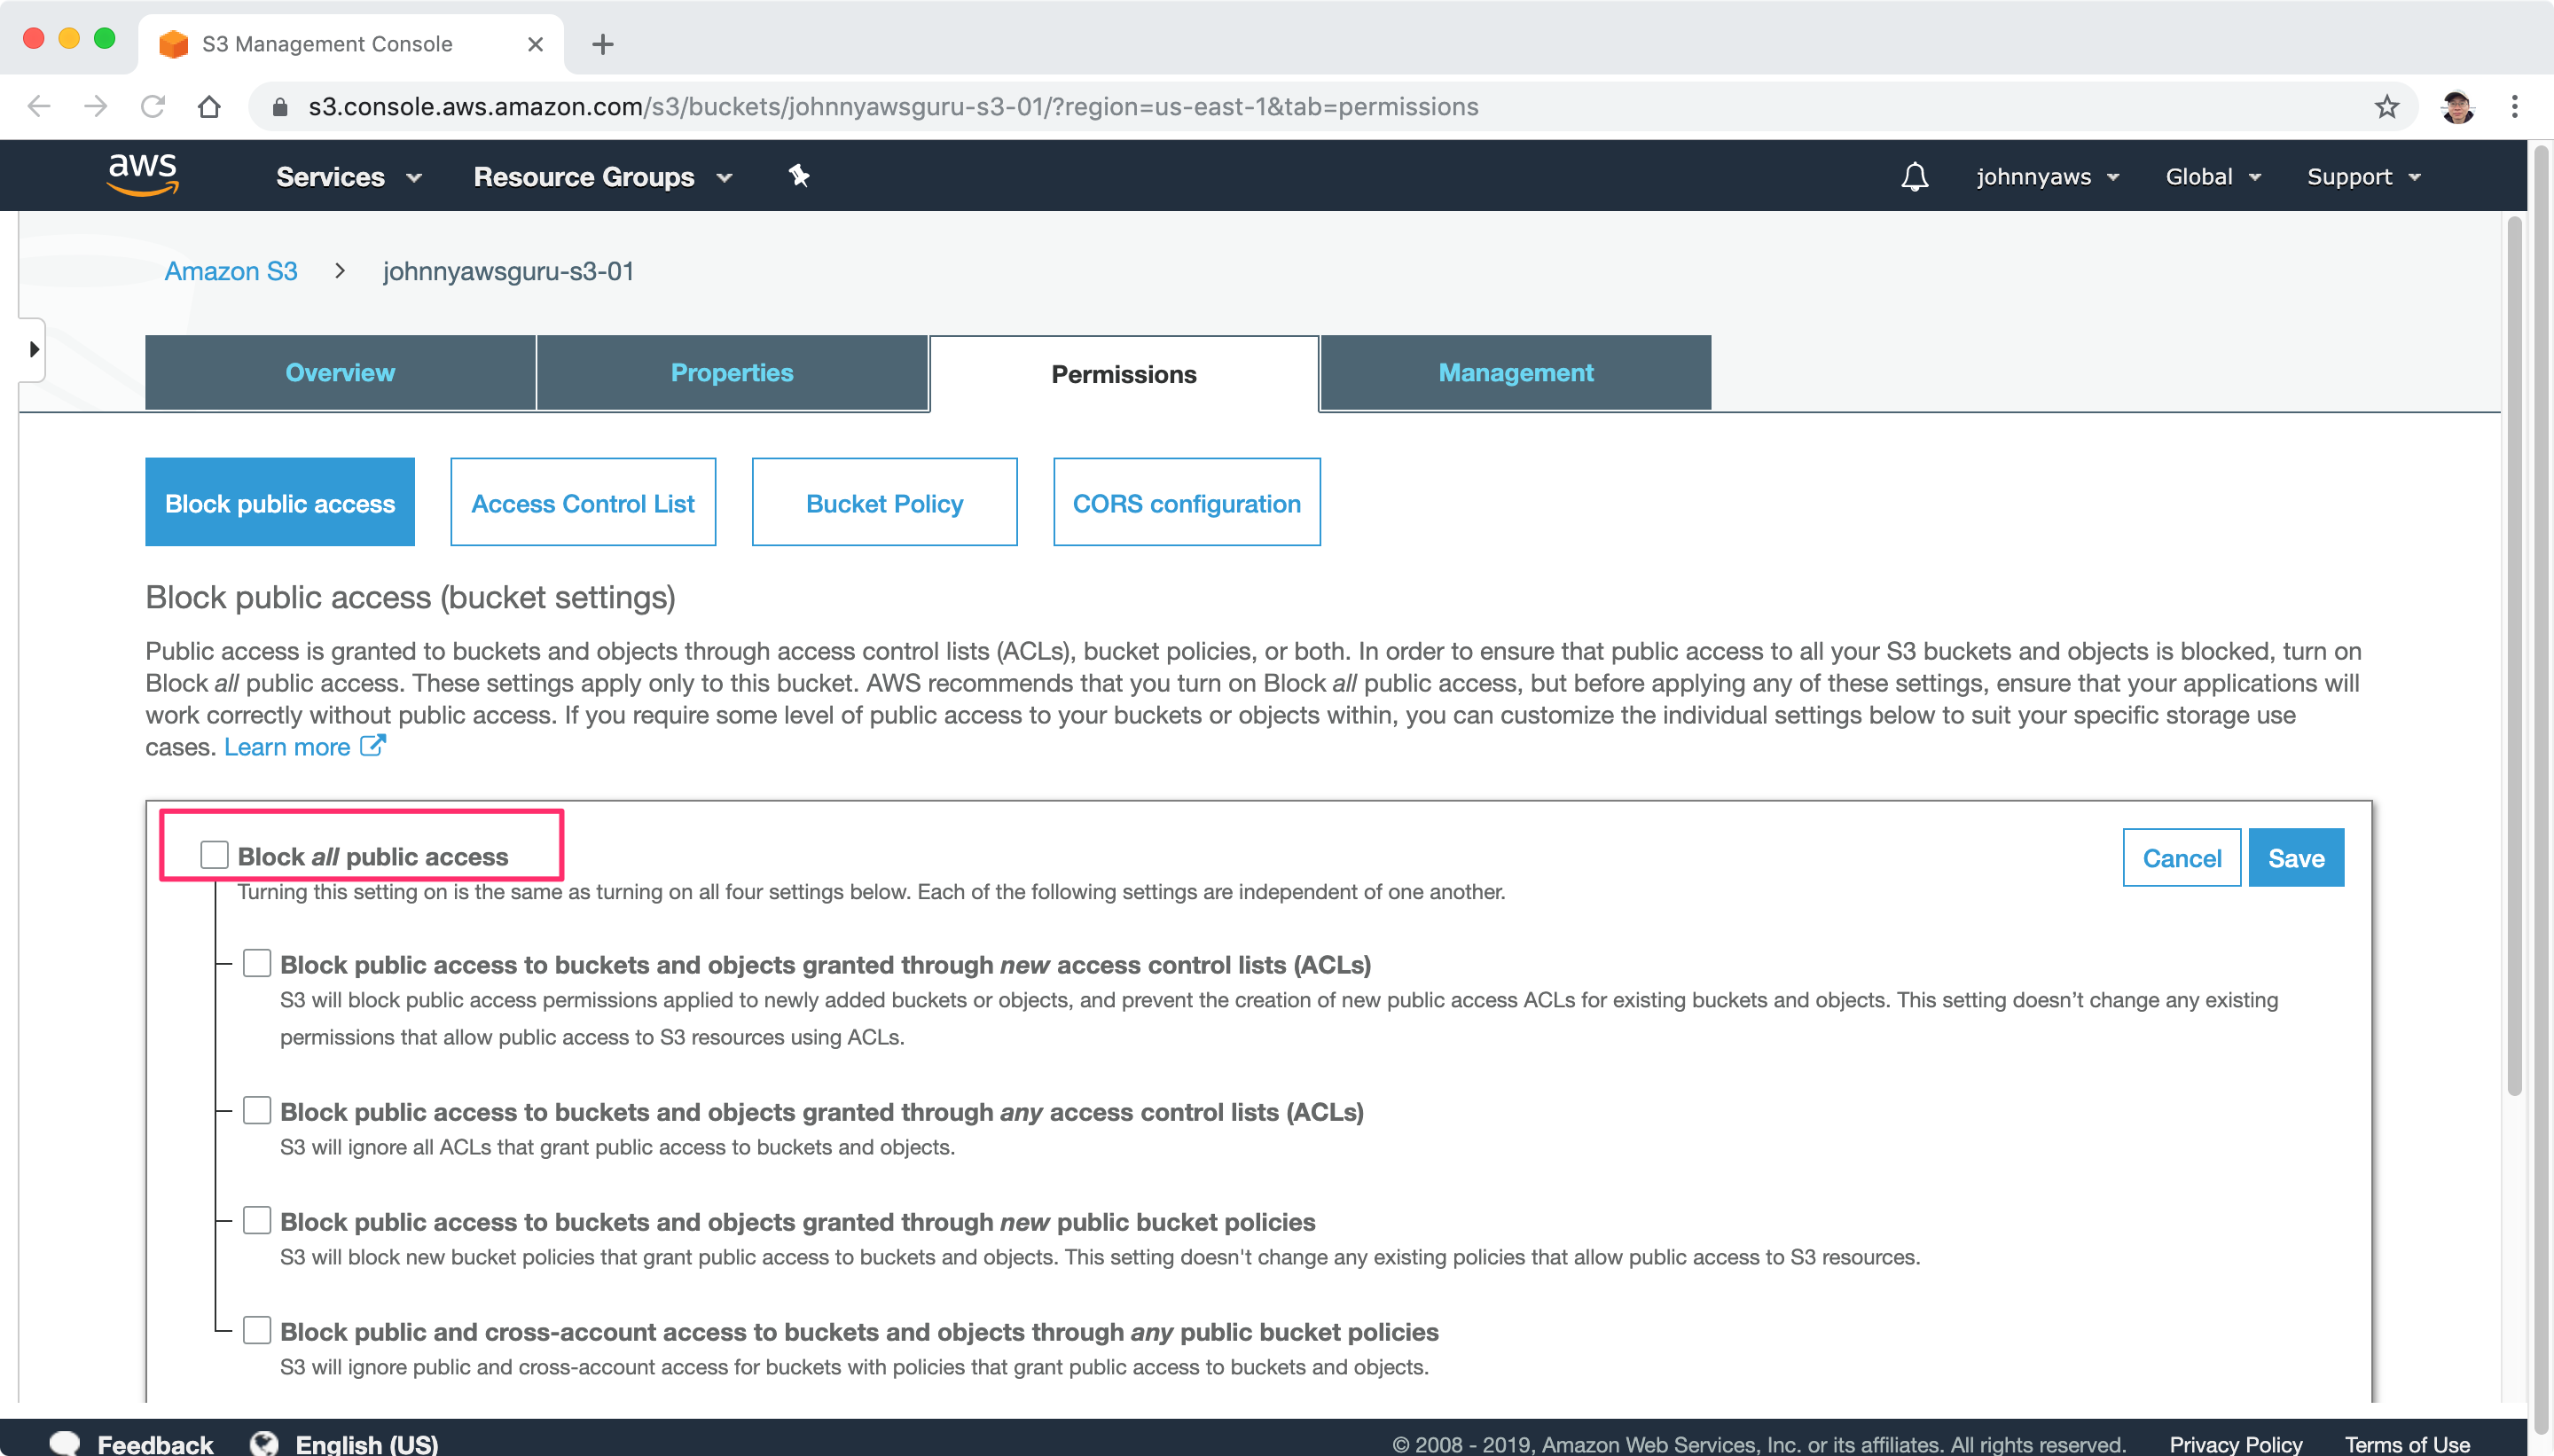 S3 Management Console
s3.console.aws.amazon.com/s3/buckets/johnnyawsguru-s3-01/?region=us-east-1&tab=permissions
aws Services Resource Groups johnnyaws Global Support
Amazon S3 > johnnyawsguru-s3-01
Overview Properties Permissions Management
Block public access Access Control List Bucket Policy CORS configuration
Block public access (bucket settings)
Public access is granted to buckets and objects through access control lists (ACLs), bucket policies, or both. In order to ensure that public access to all your S3 buckets and objects is blocked, turn on
Block all public access. These settings apply only to this bucket. AWS recommends that you turn on Block all public access, but before applying any of these settings, ensure that your applications will
work correctly without public access. If you require some level of public access to your buckets or objects within, you can customize the individual settings below to suit your specific storage use
cases. Learn more
Block all public access Cancel Save
Turning this setting on is the same as turning on all four settings below. Each of the following settings are independent of one another.
Block public access to buckets and objects granted through new access control lists (ACLs)
S3 will block public access permissions applied to newly added buckets or objects, and prevent the creation of new public access ACLs for existing buckets and objects. This setting doesn’t change any existing
permissions that allow public access to S3 resources using ACLs.
Block public access to buckets and objects granted through any access control lists (ACLs)
S3 will ignore all ACLs that grant public access to buckets and objects.
Block public access to buckets and objects granted through new public bucket policies
S3 will block new bucket policies that grant public access to buckets and objects. This setting doesn't change any existing policies that allow public access to S3 resources.
Block public and cross-account access to buckets and objects through any public bucket policies
S3 will ignore public and cross-account access for buckets with policies that grant public access to buckets and objects.
Feedback English (US) © 2008 - 2019, Amazon Web Services, Inc. or its affiliates. All rights reserved. Privacy Policy Terms of Use